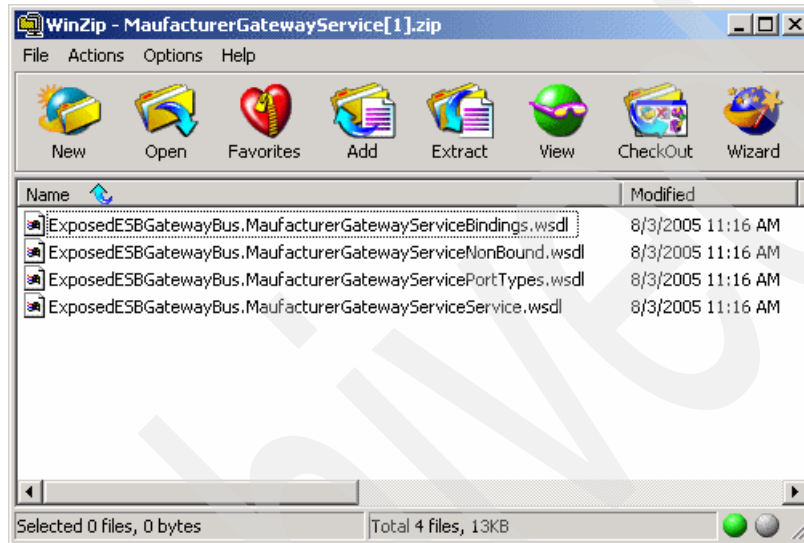 WinZip - MaufacturerGatewayService[1].zip
File Actions Options Help
New Open Favorites Add Extract View CheckOut Wizard
Name Modified
ExposedESBGatewayBus.MaufacturerGatewayServiceBindings.wsdl 8/3/2005 11:16 AM
ExposedESBGatewayBus.MaufacturerGatewayServiceNonBound.wsdl 8/3/2005 11:16 AM
ExposedESBGatewayBus.MaufacturerGatewayServicePortTypes.wsdl 8/3/2005 11:16 AM
ExposedESBGatewayBus.MaufacturerGatewayServiceService.wsdl 8/3/2005 11:16 AM
Selected 0 files, 0 bytes Total 4 files, 13KB